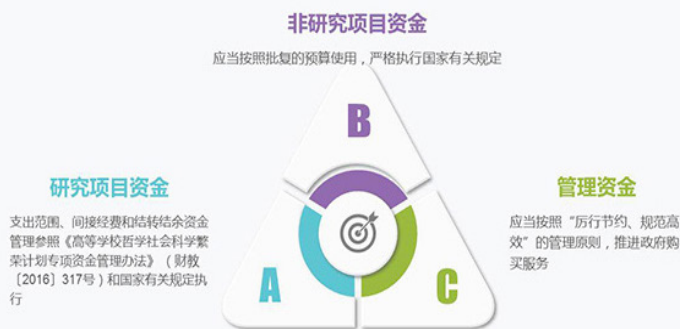 非研究项目资金
应当按照批复的预算使用，严格执行国家有关规定
B
研究项目资金
支出范围、间接经费和结转结余资金
管理参照《高等学校哲学社会科学繁
荣计划专项资金管理办法》（财教
〔2016〕317号）和国家有关规定执
行
管理资金
应当按照“厉行节约、规范高
效”的管理原则，推进政府购
买服务
A
C